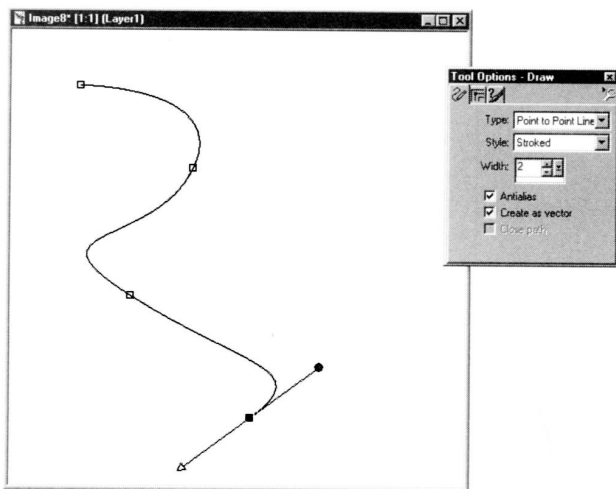 Image8* [1:1] (Layer1)
Tool Options - Draw
Type: Point to Point Line
Style: Stroked
Width: 2
Antialias
Create as vector
Close path